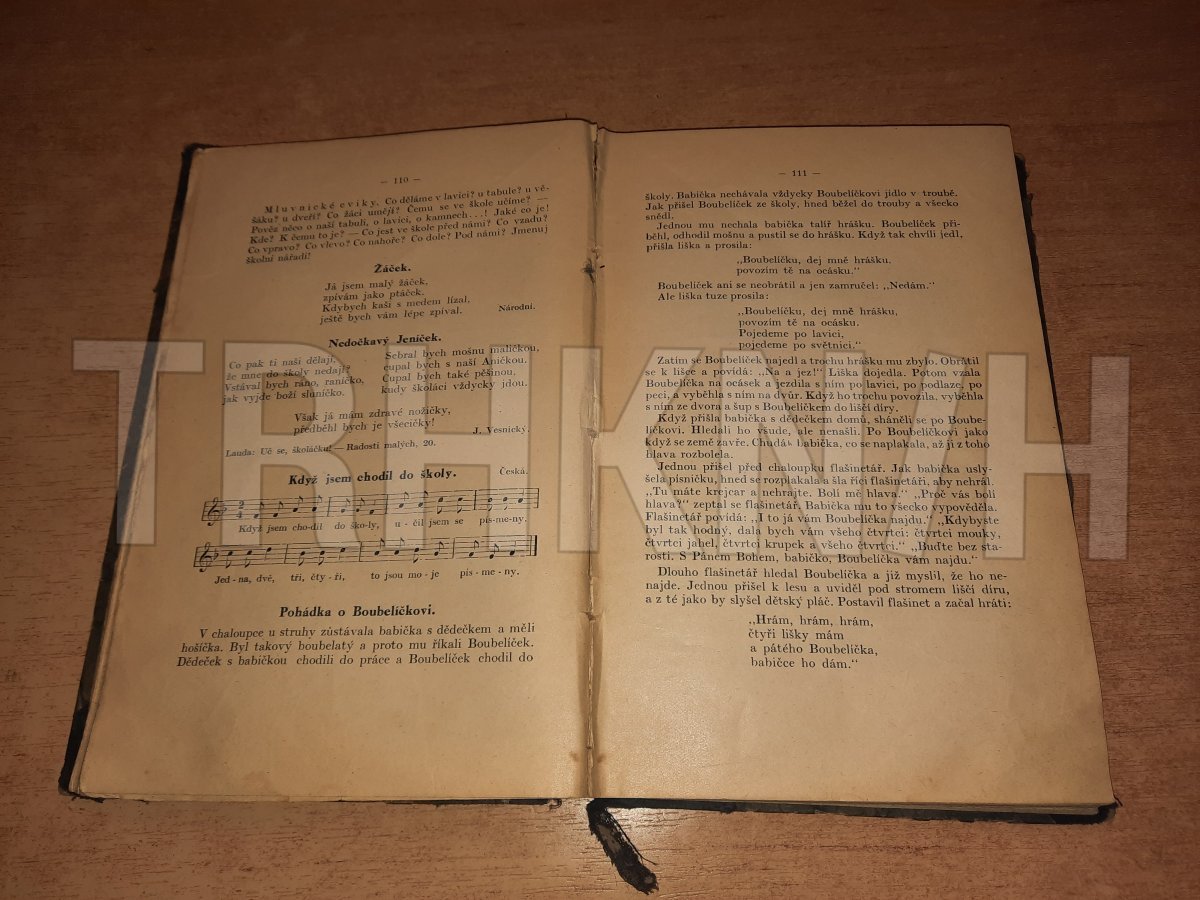 — 110 —
Mluvnické cviky. Co děláme v lavici? u tabule? u vě-
šáku? u dveří? Co žáci umějí? Čemu se ve škole učíme? —
Pověz něco o naší tabuli, o lavici, o kamnech...! Jaké co je!
Kde? K čemu to je? — Co jest ve škole před námi? Co vzadu?
Co vpravo? Co vlevo? Co nahoře? Co dole? Pod námi? Jmenuj
školní nářadí!
Žáček.
Já jsem malý žáček,
zpívám jako ptáček.
Kdybych kaši s medem lízal,
ještě bych vám lépe zpíval.
Národní.
Nedočkavý Jeníček.
Co pak ti naši dělají,
že mne do školy nedají?
Vstával bych ráno, raníčko,
jak vyjde boží sluníčko.
Sebral bych mošnu maličkou,
cupal bych s naší Aničkou.
Cupal bych také pěšinou,
kudy školáci vždycky jdou.
Však já mám zdravé nožičky,
předběhl bych je všecičky!
J. Vesnický.
Lauda: Uč se, školáčku! — Radosti malých, 20.
Když jsem chodil do školy.
Česká.
2
4
Když jsem cho-dil do ško-ly, u - čil jsem se pís-me-ny.
Jed-na, dvě, tři, čty-ři, to jsou mo-je pís-me-ny.
Pohádka o Boubelíčkovi.
V chaloupce u struhy zůstávala babička s dědečkem a měli
hošíčka. Byl takový boubelatý a proto mu říkali Boubelíček.
Dědeček s babičkou chodili do práce a Boubelíček chodil do
— 111 —
školy. Babička nechávala vždycky Boubelíčkovi jídlo v troubě.
Jak přišel Boubelíček ze školy, hned běžel do trouby a všecko
snědl.
Jednou mu nechala babička talíř hrášku. Boubelíček při-
běhl, odhodil mošnu a pustil se do hrášku. Když tak chvíli jedl,
přišla liška a prosila:
„Boubelíčku, dej mně hrášku,
povozím tě na ocásku.“
Boubelíček ani se neobrátil a jen zamručel: „Nedám.“
Ale liška tuze prosila:
„Boubelíčku, dej mně hrášku,
povozím tě na ocásku.
Pojedeme po lavici,
pojedeme po světnici.“
Zatím se Boubelíček najedl a trochu hrášku mu zbylo. Obrátil
se k lišce a povídá: „Na a jez!“ Liška dojedla. Potom vzala
Boubelíčka na ocásek a jezdila s ním po lavici, po podlaze, po
peci, a vyběhla s ním na dvůr. Když ho trochu povozila, vyběhla
s ním ze dvora a šup s Boubelíčkem do liščí díry.
Když přišla babička s dědečkem domů, sháněli se po Boube-
líčkovi. Hledali ho všude, ale nenašli. Po Boubelíčkovi jako
když se země zavře. Chudák babička, co se naplakala, až jí z toho
hlava rozbolela.
Jednou přišel před chaloupku flašinetář. Jak babička usly-
šela písničku, hned se rozplakala a šla říci flašinetáři, aby nehrál.
„Tu máte krejcar a nehrajte. Bolí mě hlava.“ „Proč vás bolí
hlava?“ zeptal se flašinetář. Babička mu to všecko vypověděla.
Flašinetář povídá: „I to já vám Boubelíčka najdu.“ „Kdybyste
byl tak hodný, dala bych vám všeho čtvrtci: čtvrtci mouky,
čtvrtci jahel, čtvrtci krupek a všeho čtvrtci.“ „Buďte bez sta-
rosti. S Pánem Bohem, babičko, Boubelíčka vám najdu.“
Dlouho flašinetář hledal Boubelíčka a již myslil, že ho ne-
najde. Jednou přišel k lesu a uviděl pod stromem liščí díru,
a z té jako by slyšel dětský pláč. Postavil flašinet a začal hráti:
„Hrám, hrám, hrám,
čtyři lišky mám
a pátého Boubelíčka,
babičce ho dám.“
TRHKNIH